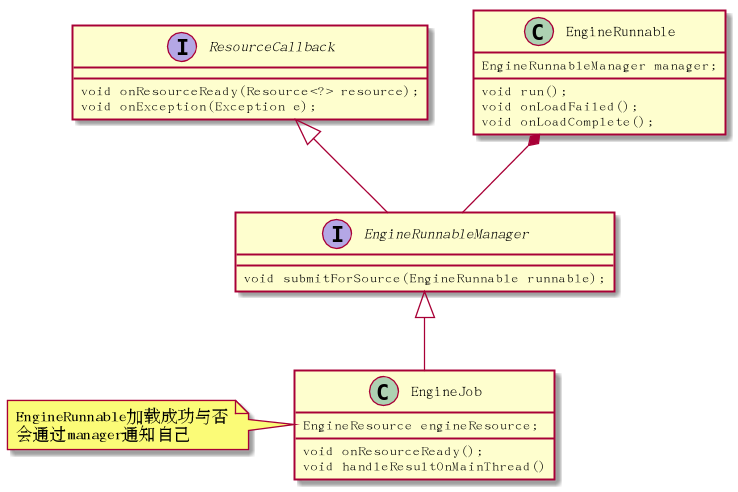 I ResourceCallback
void onResourceReady(Resource<?> resource);
void onException(Exception e);
C EngineRunnable
EngineRunnableManager manager;
void run();
void onLoadFailed();
void onLoadComplete();
I EngineRunnableManager
void submitForSource(EngineRunnable runnable);
C EngineJob
EngineResource engineResource;
void onResourceReady();
void handleResultOnMainThread()
EngineRunnable加载成功与否
会通过manager通知自己